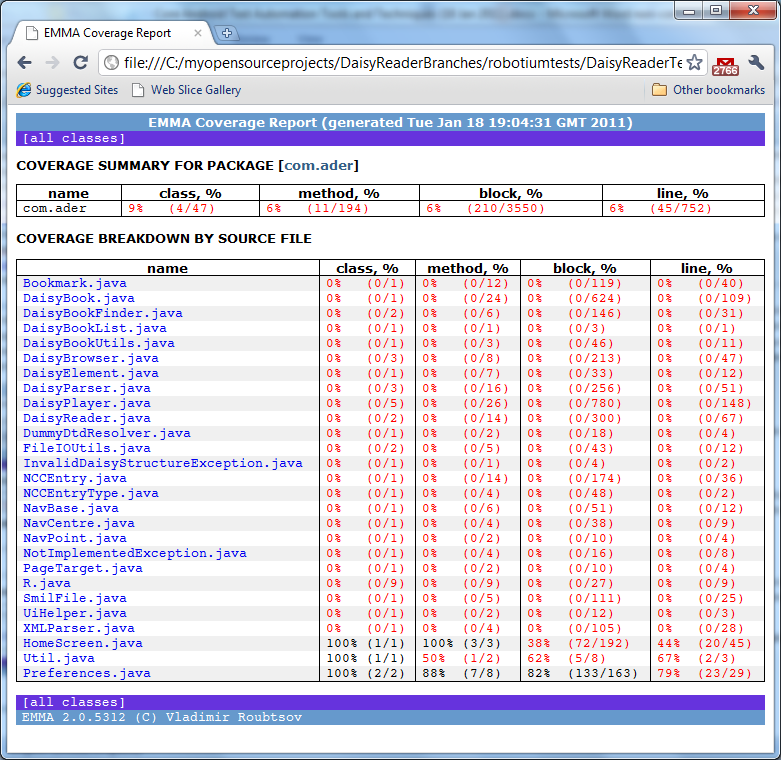 EMMA Coverage Report
file:///C:/myopensourceprojects/DaisyReaderBranches/robotiumtests/DaisyReaderTe
2766
Suggested Sites Web Slice Gallery Other bookmarks
EMMA Coverage Report (generated Tue Jan 18 19:04:31 GMT 2011)
[all classes]
COVERAGE SUMMARY FOR PACKAGE [com.ader]
name class, % method, % block, % line, %
com.ader 9% (4/47) 6% (11/194) 6% (210/3550) 6% (45/752)
COVERAGE BREAKDOWN BY SOURCE FILE
name class, % method, % block, % line, %
Bookmark.java 0% (0/1) 0% (0/12) 0% (0/119) 0% (0/40)
DaisyBook.java 0% (0/1) 0% (0/24) 0% (0/624) 0% (0/109)
DaisyBookFinder.java 0% (0/2) 0% (0/6) 0% (0/146) 0% (0/31)
DaisyBookList.java 0% (0/1) 0% (0/1) 0% (0/3) 0% (0/1)
DaisyBookUtils.java 0% (0/1) 0% (0/3) 0% (0/46) 0% (0/11)
DaisyBrowser.java 0% (0/3) 0% (0/8) 0% (0/213) 0% (0/47)
DaisyElement.java 0% (0/1) 0% (0/7) 0% (0/33) 0% (0/12)
DaisyParser.java 0% (0/3) 0% (0/16) 0% (0/256) 0% (0/51)
DaisyPlayer.java 0% (0/5) 0% (0/26) 0% (0/780) 0% (0/148)
DaisyReader.java 0% (0/2) 0% (0/14) 0% (0/300) 0% (0/67)
DummyDtdResolver.java 0% (0/1) 0% (0/2) 0% (0/18) 0% (0/4)
FileIOUtils.java 0% (0/2) 0% (0/5) 0% (0/43) 0% (0/12)
InvalidDaisyStructureException.java 0% (0/1) 0% (0/1) 0% (0/4) 0% (0/2)
NCCEntry.java 0% (0/1) 0% (0/14) 0% (0/174) 0% (0/36)
NCCEntryType.java 0% (0/1) 0% (0/4) 0% (0/48) 0% (0/2)
NavBase.java 0% (0/1) 0% (0/6) 0% (0/51) 0% (0/12)
NavCentre.java 0% (0/1) 0% (0/4) 0% (0/38) 0% (0/9)
NavPoint.java 0% (0/1) 0% (0/2) 0% (0/10) 0% (0/4)
NotImplementedException.java 0% (0/1) 0% (0/4) 0% (0/16) 0% (0/8)
PageTarget.java 0% (0/1) 0% (0/2) 0% (0/10) 0% (0/4)
R.java 0% (0/9) 0% (0/9) 0% (0/27) 0% (0/9)
SmilFile.java 0% (0/1) 0% (0/5) 0% (0/111) 0% (0/25)
UiHelper.java 0% (0/1) 0% (0/2) 0% (0/12) 0% (0/3)
XMLParser.java 0% (0/1) 0% (0/4) 0% (0/105) 0% (0/28)
HomeScreen.java 100% (1/1) 100% (3/3) 38% (72/192) 44% (20/45)
Util.java 100% (1/1) 50% (1/2) 62% (5/8) 67% (2/3)
Preferences.java 100% (2/2) 88% (7/8) 82% (133/163) 79% (23/29)
[all classes]
EMMA 2.0.5312 (C) Vladimir Roubtsov